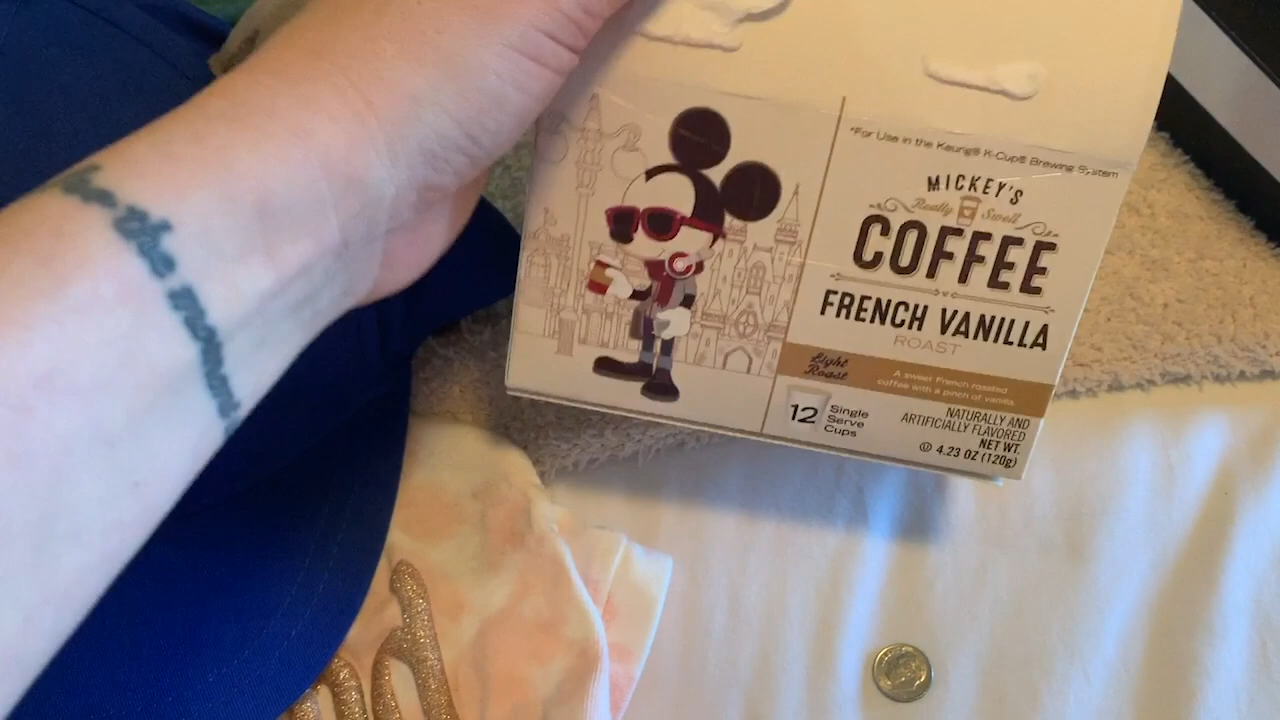 *For Use in the Keurig® K-Cup® Brewing System
MICKEY'S
Really Swell
COFFEE
FRENCH VANILLA
ROAST
Light
Roast
A sweet French roasted
coffee with a pinch of vanilla.
12 Single
Serve
Cups
NATURALLY AND
ARTIFICIALLY FLAVORED
NET WT.
Ⓤ 4.23 OZ (120g)
the moment